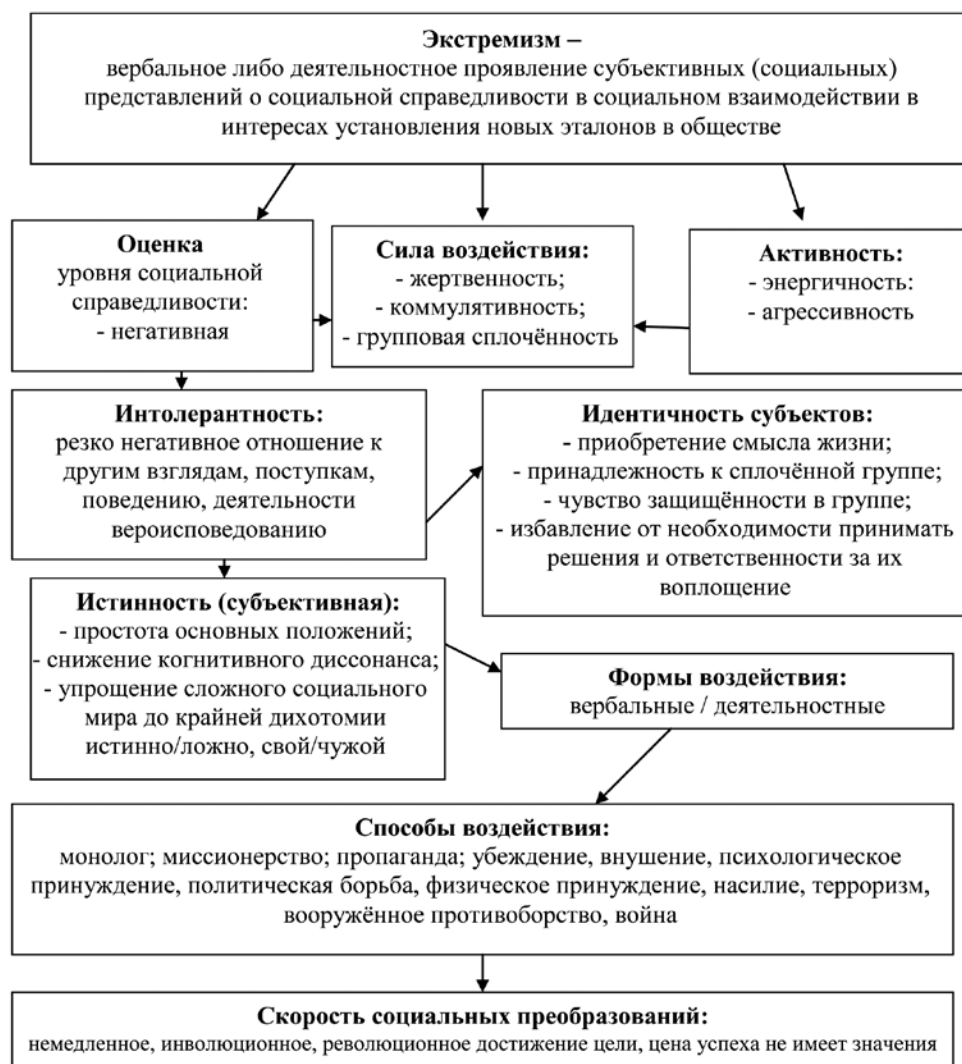 Экстремизм –
вербальное либо деятельностное проявление субъективных (социальных)
представлений о социальной справедливости в социальном взаимодействии в
интересах установления новых эталонов в обществе
Оценка
уровня социальной
справедливости:
- негативная
Сила воздействия:
- жертвенность;
- коммулятивность;
- групповая сплочённость
Активность:
- энергичность:
- агрессивность
Интолерантность:
резко негативное отношение к
другим взглядам, поступкам,
поведению, деятельности
вероисповедованию
Идентичность субъектов:
- приобретение смысла жизни;
- принадлежность к сплочённой группе;
- чувство защищённости в группе;
- избавление от необходимости принимать
решения и ответственности за их
воплощение
Истинность (субъективная):
- простота основных положений;
- снижение когнитивного диссонанса;
- упрощение сложного социального
мира до крайней дихотомии
истинно/ложно, свой/чужой
Формы воздействия:
вербальные / деятельностные
Способы воздействия:
монолог; миссионерство; пропаганда; убеждение, внушение, психологическое
принуждение, политическая борьба, физическое принуждение, насилие, терроризм,
вооружённое противоборство, война
Скорость социальных преобразований:
немедленное, инволюционное, революционное достижение цели, цена успеха не имеет значения